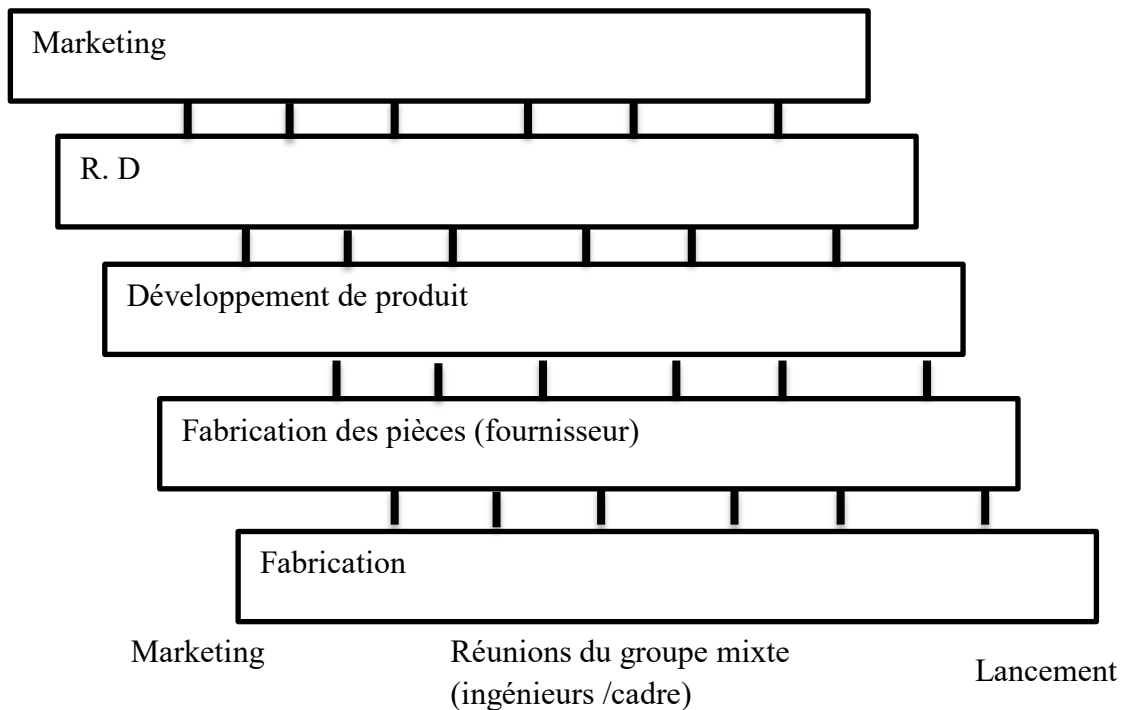 Marketing
R. D
Développement de produit
Fabrication des pièces (fournisseur)
Fabrication
Marketing
Réunions du groupe mixte
(ingénieurs /cadre)
Lancement